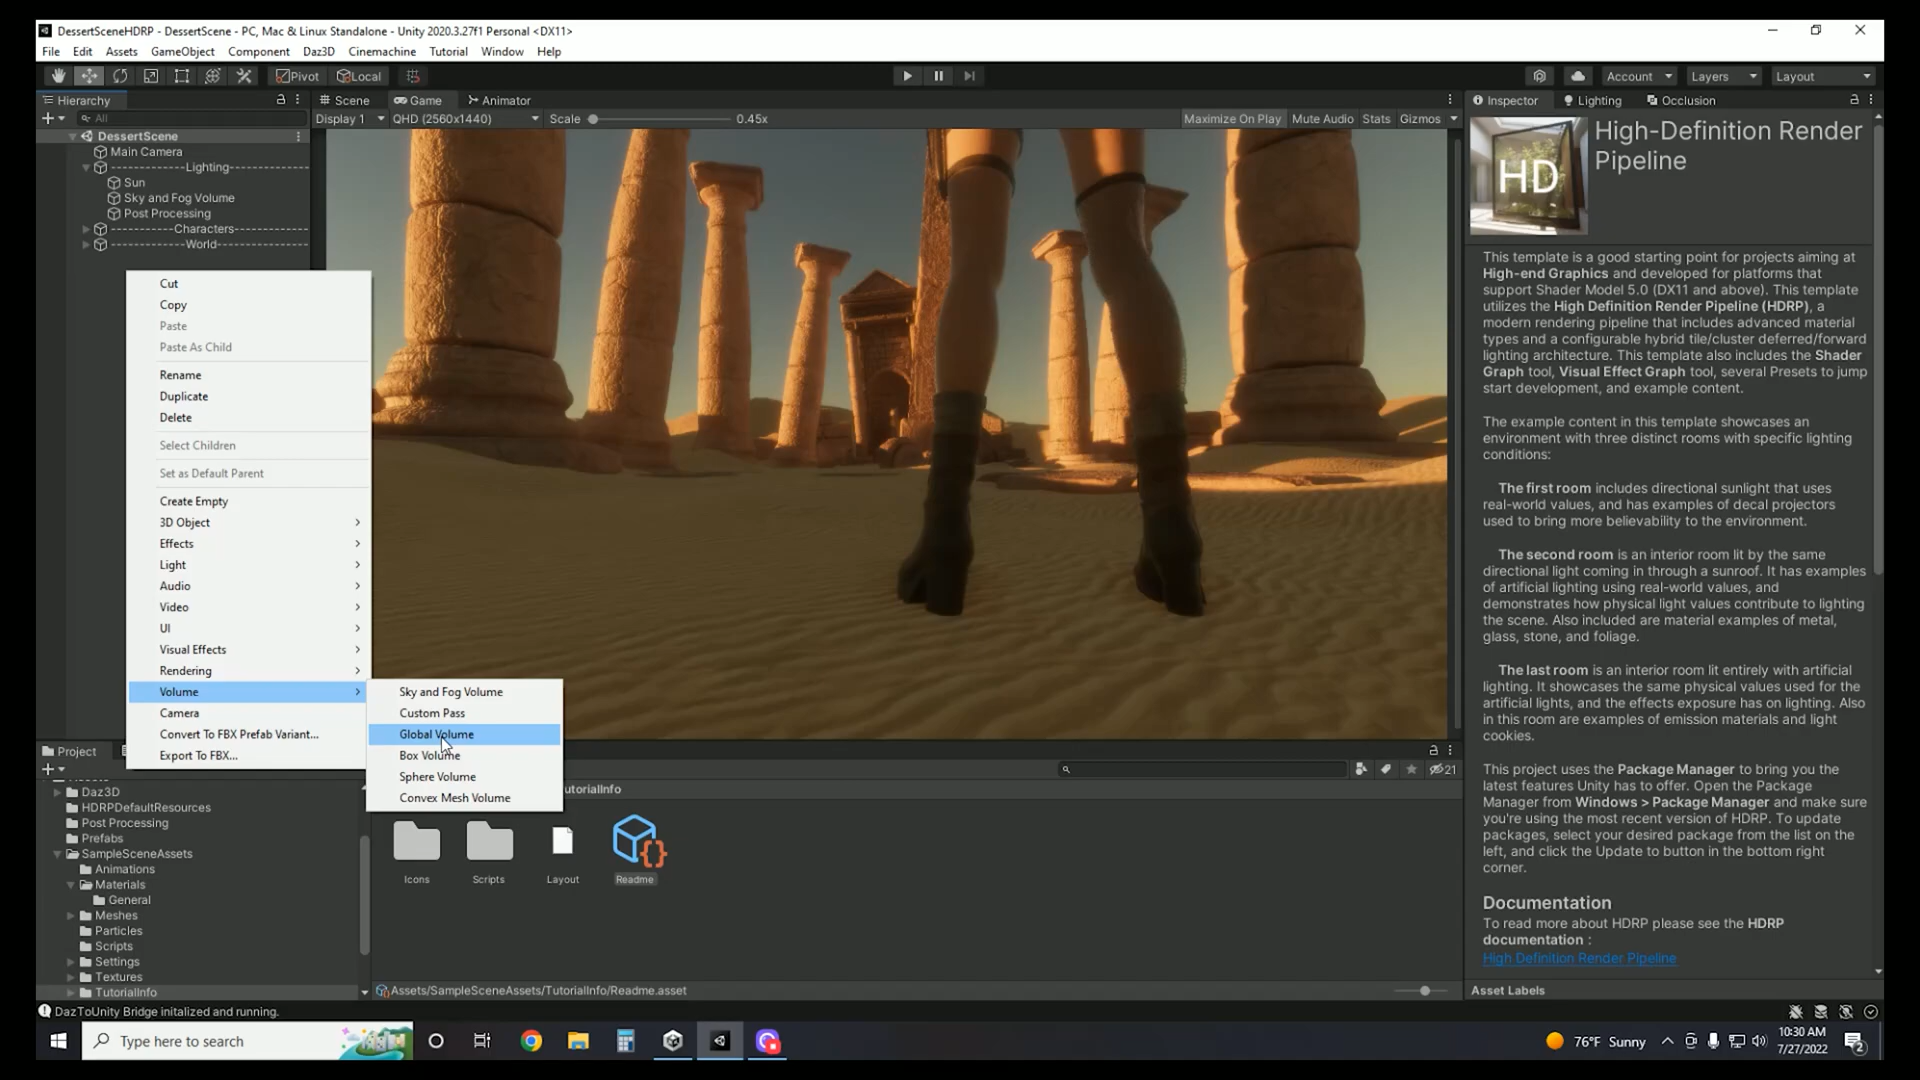 DessertSceneHDRP - DessertScene - PC, Mac & Linux Standalone - Unity 2020.3.27f1 Personal <DX11>
File Edit Assets GameObject Component Daz3D Cinemachine Tutorial Window Help
Pivot Local Account Layers Layout
Hierarchy Scene Game Animator Inspector Lighting Occlusion
All Display 1 QHD (2560x1440) Scale 0.45x Maximize On Play Mute Audio Stats Gizmos
DessertScene
Main Camera
------------Lighting------------
Sun
Sky and Fog Volume
Post Processing
-----------Characters-----------
-------------World-------------
Cut
Copy
Paste
Paste As Child
Rename
Duplicate
Delete
Select Children
Set as Default Parent
Create Empty
3D Object
Effects
Light
Audio
Video
UI
Visual Effects
Rendering
Volume
Camera
Convert To FBX Prefab Variant...
Export To FBX...
Sky and Fog Volume
Custom Pass
Global Volume
Box Volume
Sphere Volume
Convex Mesh Volume
HD
High-Definition Render
Pipeline
This template is a good starting point for projects aiming at
High-end Graphics and developed for platforms that
support Shader Model 5.0 (DX11 and above). This template
utilizes the High Definition Render Pipeline (HDRP), a
modern rendering pipeline that includes advanced material
types and a configurable hybrid tile/cluster deferred/forward
lighting architecture. This template also includes the Shader
Graph tool, Visual Effect Graph tool, several Presets to jump
start development, and example content.
The example content in this template showcases an
environment with three distinct rooms with specific lighting
conditions:
The first room includes directional sunlight that uses
real-world values, and has examples of decal projectors
used to bring more believability to the environment.
The second room is an interior room lit by the same
directional light coming in through a sunroof. It has examples
of artificial lighting using real-world values, and
demonstrates how physical light values contribute to lighting
the scene. Also included are material examples of metal,
glass, stone, and foliage.
The last room is an interior room lit entirely with artificial
lighting. It showcases the same physical values used for the
artificial lights, and the effects exposure has on lighting. Also
in this room are examples of emission materials and light
cookies.
This project uses the Package Manager to bring you the
latest features Unity has to offer. Open the Package
Manager from Windows > Package Manager and make sure
you're using the most recent version of HDRP. To update
packages, select your desired package from the list on the
left, and click the Update to button in the bottom right
corner.
Documentation
To read more about HDRP please see the HDRP
documentation :
High Definition Render Pipeline
Asset Labels
Project
21
Daz3D
HDRPDefaultResources
Post Processing
Prefabs
SampleSceneAssets
Animations
Materials
General
Meshes
Particles
Scripts
Settings
Textures
TutorialInfo
utorialInfo
Icons Scripts Layout Readme
Assets/SampleSceneAssets/TutorialInfo/Readme.asset
DazToUnity Bridge initalized and running.
Type here to search
76°F Sunny
10:30 AM
7/27/2022
2